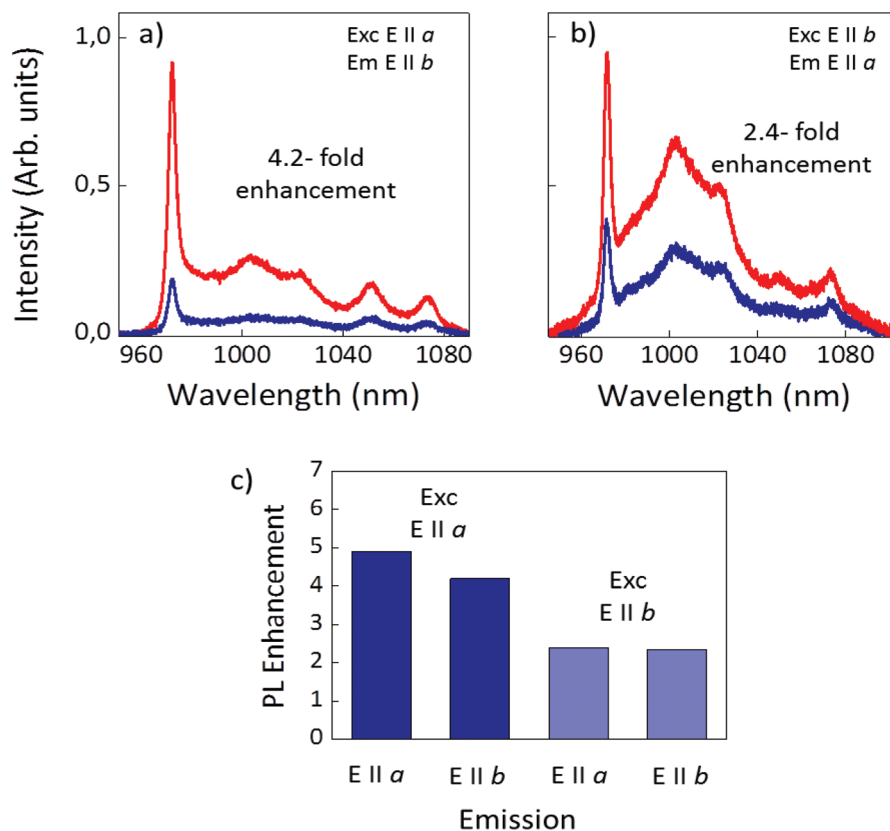 a)
Exc E II a
Em E II b
4.2- fold
enhancement
Intensity (Arb. units)
1,0
0,5
0,0
960 1000 1040 1080
Wavelength (nm)
b)
Exc E II b
Em E II a
2.4- fold
enhancement
960 1000 1040 1080
Wavelength (nm)
c)
PL Enhancement
7
6
5
4
3
2
1
0
Exc
E II a
Exc
E II b
E II a E II b E II a E II b
Emission